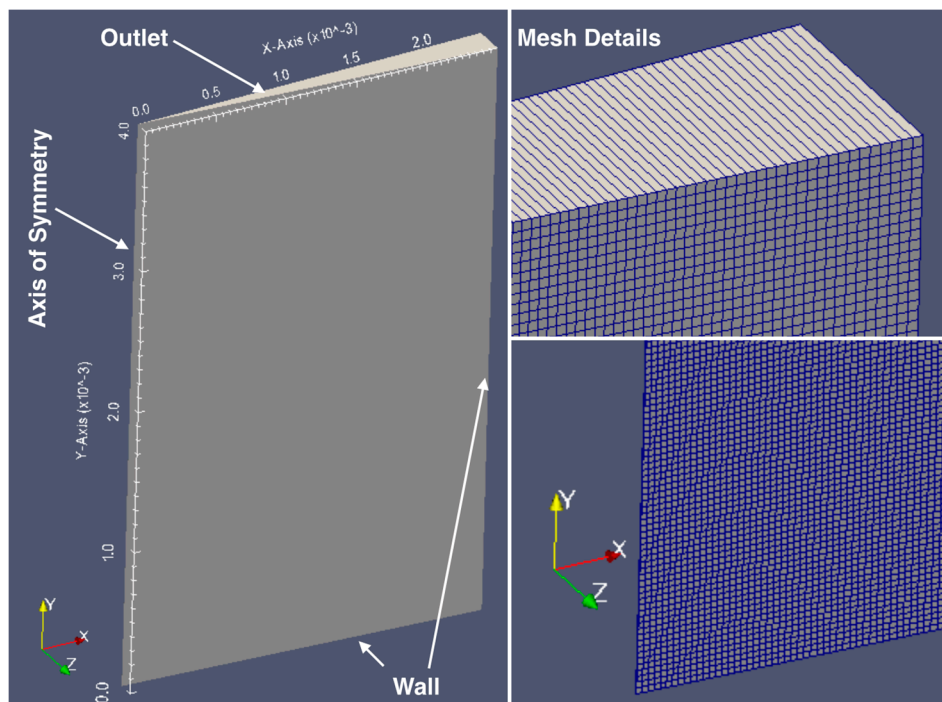 Outlet
X-Axis (x10^-3)
0.0
0.5
1.0
1.5
2.0
4.0
Axis of Symmetry
3.0
Y-Axis (x10^-3)
2.0
1.0
0.0
Y
X
Z
Wall
Mesh Details
Y
X
Z